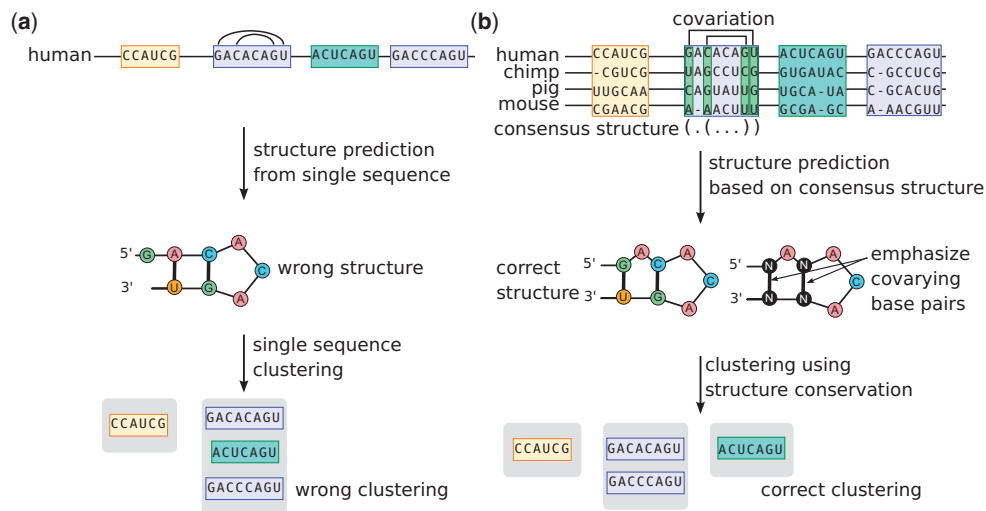 (a)
human CCAUCG GACACAGU ACUCAGU GACCCAGU
structure prediction
from single sequence
5' G A C A
C
3' U G A
wrong structure
single sequence
clustering
CCAUCG
GACACAGU
ACUCAGU
GACCCAGU
wrong clustering
(b)
covariation
human CCAUCG GACACAGU ACUCAGU GACCCAGU
chimp -CGUCG UAGCCUCG GUGAUAC C-GCCUCG
pig UUGCAA CAGUAUUG UGCA-UA C-GCACUG
mouse CGAACG A-AACUUU GCGA-GC A-AACGUU
consensus structure (.(...))
structure prediction
based on consensus structure
correct
structure
5' G A C A
C
3' U G A
5' N A N A
C
3' N N A
emphasize
covarying
base pairs
clustering using
structure conservation
CCAUCG
GACACAGU
GACCCAGU
ACUCAGU
correct clustering